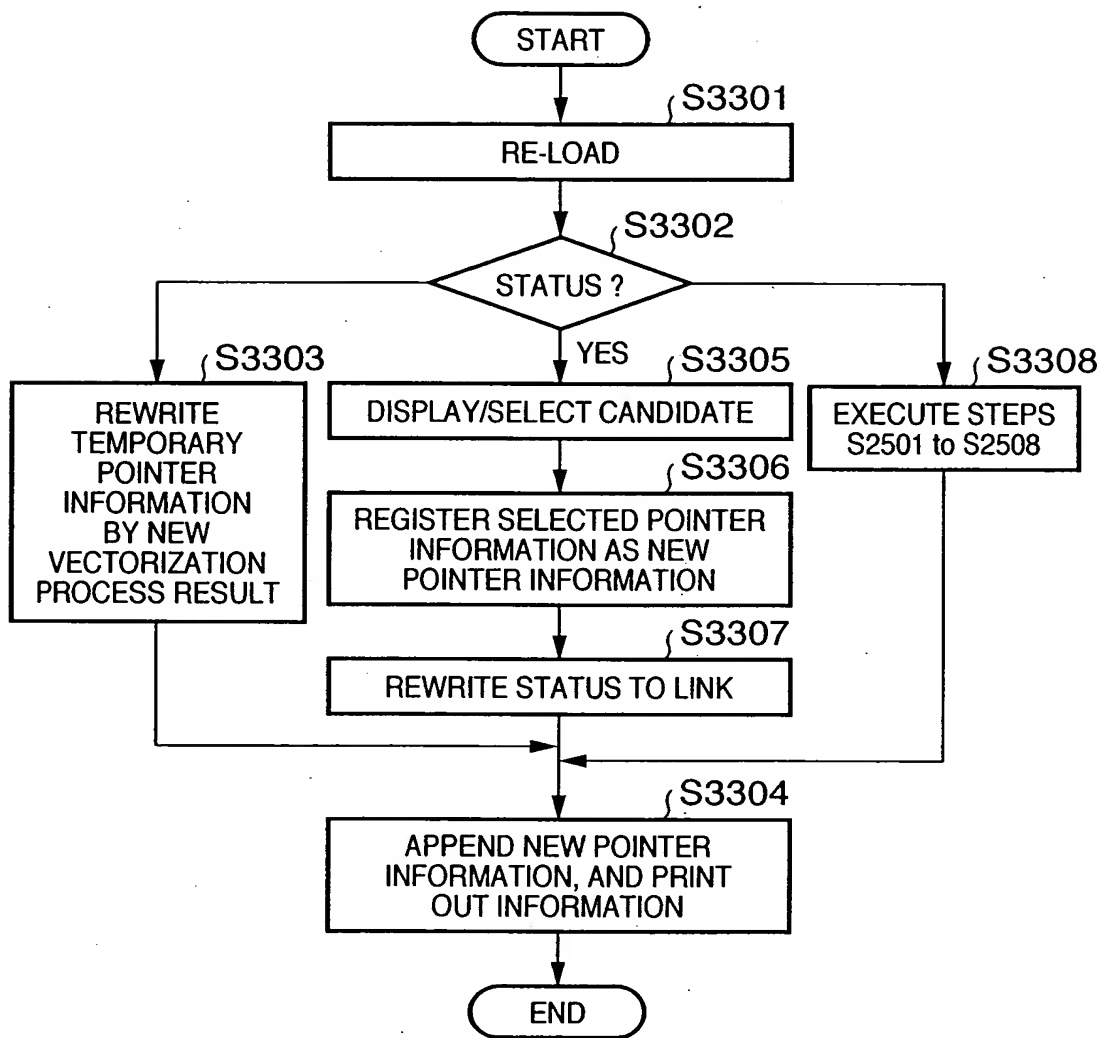 START
S3301
RE-LOAD
S3302
STATUS ?
YES
S3303
REWRITE
TEMPORARY
POINTER
INFORMATION
BY NEW
VECTORIZATION
PROCESS RESULT
S3305
DISPLAY/SELECT CANDIDATE
S3306
REGISTER SELECTED POINTER
INFORMATION AS NEW
POINTER INFORMATION
S3307
REWRITE STATUS TO LINK
S3308
EXECUTE STEPS
S2501 to S2508
S3304
APPEND NEW POINTER
INFORMATION, AND PRINT
OUT INFORMATION
END